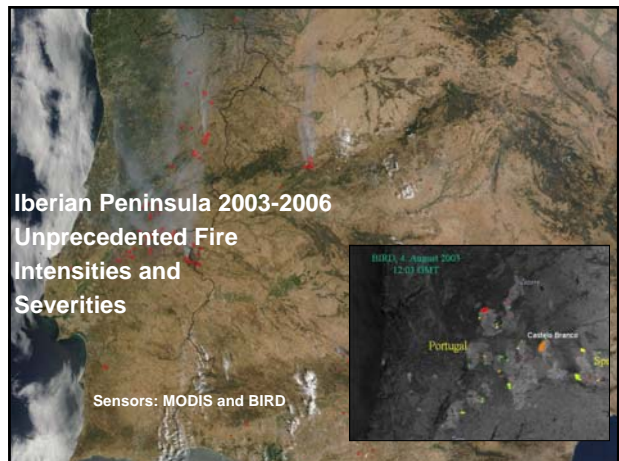 Iberian Peninsula 2003-2006
Unprecedented Fire
Intensities and
Severities
BIRD, 4. August 2003
12:03 GMT
Castelo Branco
Portugal
Sensors: MODIS and BIRD